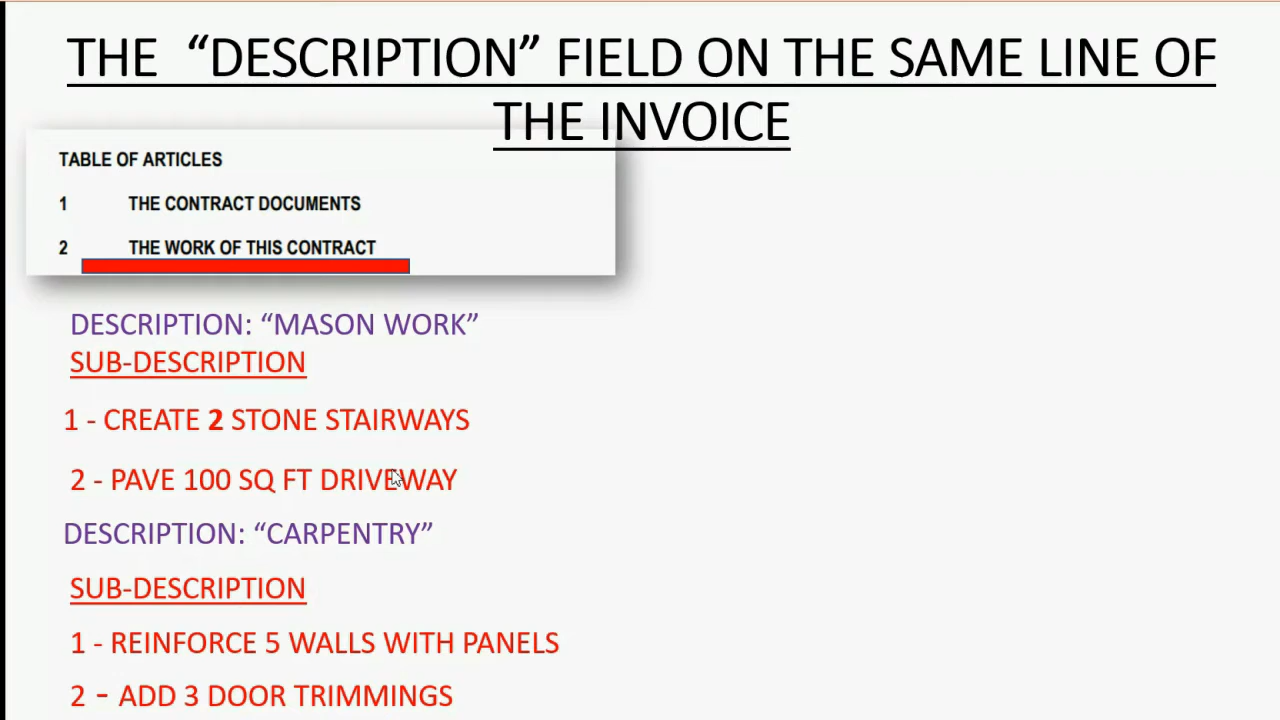 THE “DESCRIPTION” FIELD ON THE SAME LINE OF
THE INVOICE
TABLE OF ARTICLES
1 THE CONTRACT DOCUMENTS
2 THE WORK OF THIS CONTRACT
DESCRIPTION: “MASON WORK”
SUB-DESCRIPTION
1 - CREATE 2 STONE STAIRWAYS
2 - PAVE 100 SQ FT DRIVEWAY
DESCRIPTION: “CARPENTRY”
SUB-DESCRIPTION
1 - REINFORCE 5 WALLS WITH PANELS
2 - ADD 3 DOOR TRIMMINGS